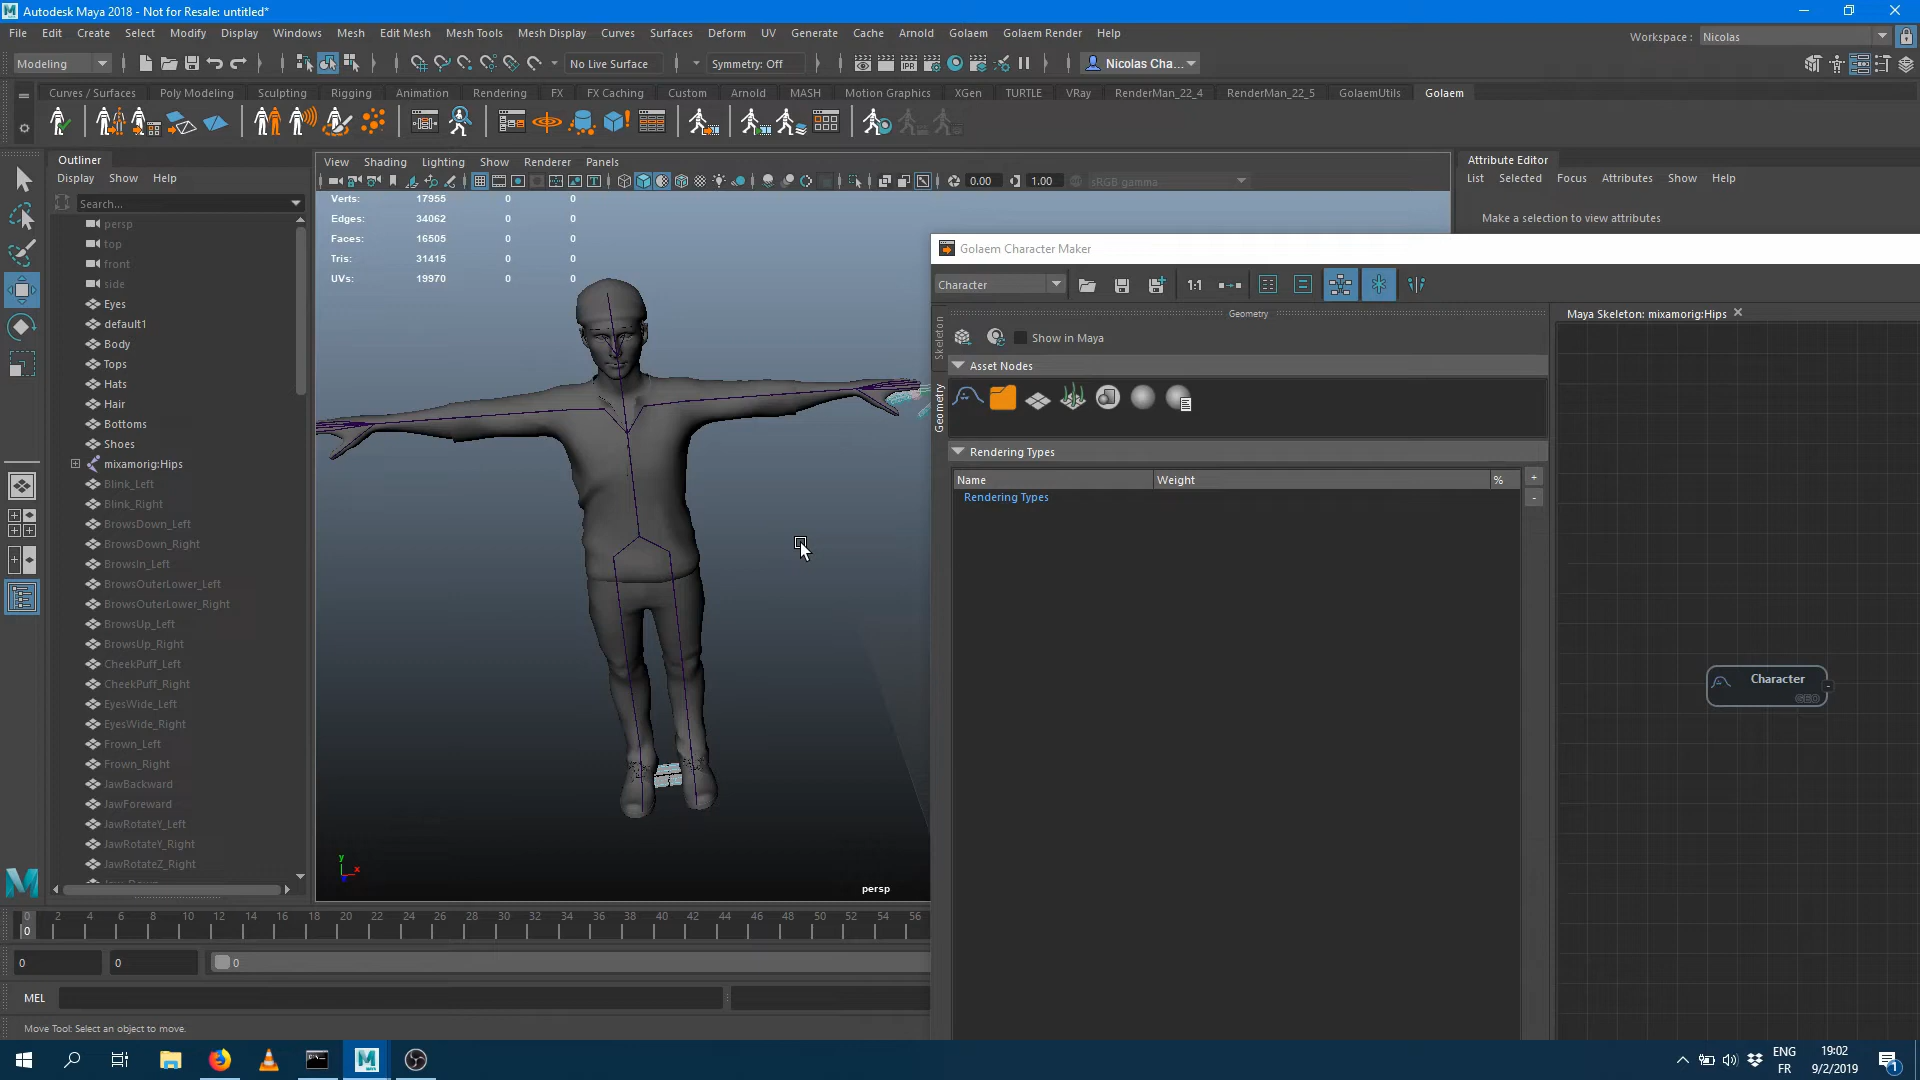 Autodesk Maya 2018 - Not for Resale: untitled*
File Edit Create Select Modify Display Windows Mesh Edit Mesh Mesh Tools Mesh Display Curves Surfaces Deform UV Generate Cache Arnold Golaem Golaem Render Help
Workspace : Nicolas
Modeling No Live Surface Symmetry: Off Nicolas Cha...
Curves / Surfaces Poly Modeling Sculpting Rigging Animation Rendering FX FX Caching Custom Arnold MASH Motion Graphics XGen TURTLE VRay RenderMan_22_4 RenderMan_22_5 GolaemUtils Golaem
Outliner
Display Show Help
Search...
persp
top
front
side
Eyes
default1
Body
Tops
Hats
Hair
Bottoms
Shoes
mixamorig:Hips
Blink_Left
Blink_Right
BrowsDown_Left
BrowsDown_Right
BrowsIn_Left
BrowsOuterLower_Left
BrowsOuterLower_Right
BrowsUp_Left
BrowsUp_Right
CheekPuff_Left
CheekPuff_Right
EyesWide_Left
EyesWide_Right
Frown_Left
Frown_Right
JawBackward
JawForeward
JawRotateY_Left
JawRotateY_Right
JawRotateZ_Right
View Shading Lighting Show Renderer Panels
0.00 1.00 sRGB gamma
Verts: 17955 0 0
Edges: 34062 0 0
Faces: 16505 0 0
Tris: 31415 0 0
UVs: 19970 0 0
y
x
persp
Attribute Editor
List Selected Focus Attributes Show Help
Make a selection to view attributes
Golaem Character Maker
Character 1:1
Skeleton
Geometry
Geometry
Show in Maya
Asset Nodes
Rendering Types
Name Weight %
+
Rendering Types
-
Maya Skeleton: mixamorig:Hips
Character
GEO
0 2 4 6 8 10 12 14 16 18 20 22 24 26 28 30 32 34 36 38 40 42 44 46 48 50 52 54 56
0
0 0 0
MEL
Move Tool: Select an object to move.
MAYA
ENG
FR
19:02
9/2/2019
1